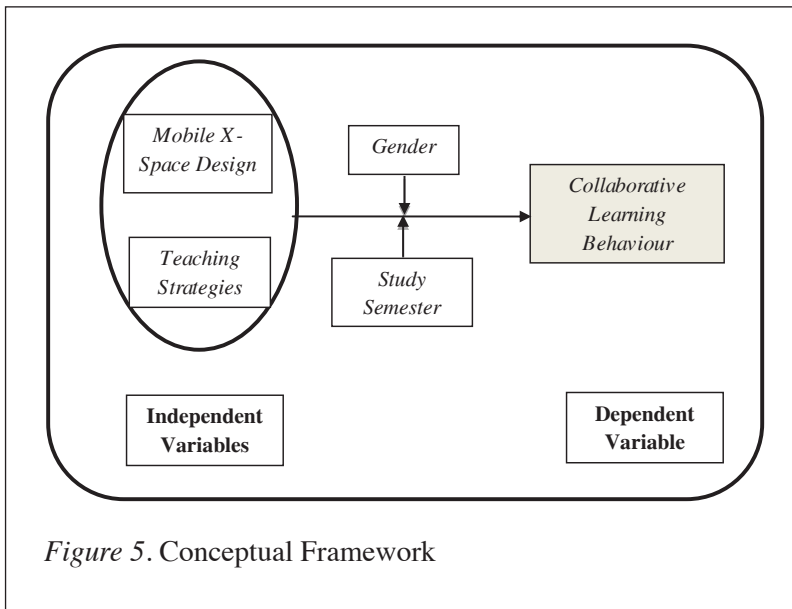 Mobile X-
Space Design
Gender
Collaborative
Learning
Behaviour
Teaching
Strategies
Study
Semester
Independent
Variables
Dependent
Variable
Figure 5. Conceptual Framework